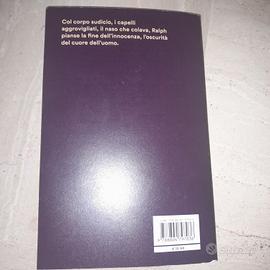 Col corpo sudicio, i capelli
aggrovigliati, il naso che colava, Ralph
pianse la fine dell'innocenza, l'oscurità
del cuore dell'uomo.